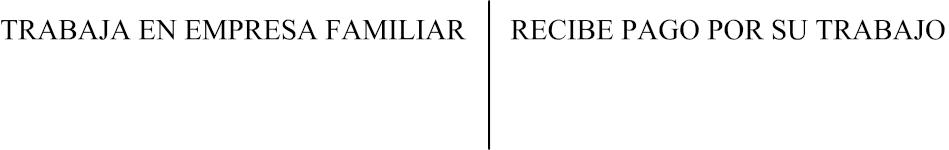 TRABAJA EN EMPRESA FAMILIAR
RECIBE PAGO POR SU TRABAJO